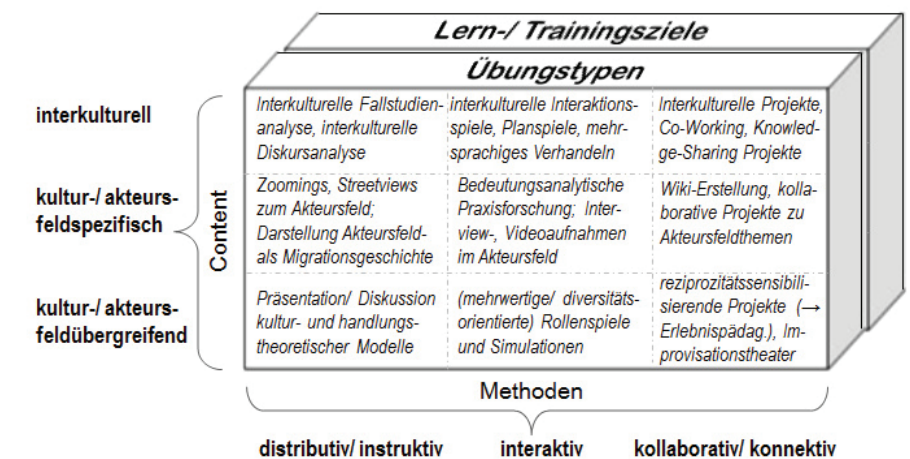 Lern-/ Trainingsziele
Übungstypen
interkulturell
kultur-/ akteurs-
feldspezifisch
kultur-/ akteurs-
feldübergreifend
Content
Interkulturelle Fallstudien-
analyse, interkulturelle
Diskursanalyse
interkulturelle Interaktions-
spiele, Planspiele, mehr-
sprachiges Verhandeln
Interkulturelle Projekte,
Co-Working, Knowled-
ge-Sharing Projekte
Zoomings, Streetviews
zum Akteursfeld;
Darstellung Akteursfeld-
als Migrationsgeschichte
Bedeutungsanalytische
Praxisforschung; Inter-
view-, Videoaufnahmen
im Akteursfeld
Wiki-Erstellung, kolla-
borative Projekte zu
Akteursfeldthemen
Präsentation/ Diskussion
kultur- und handlungs-
theoretischer Modelle
(mehrwertige/ diversitäts-
orientierte) Rollenspiele
und Simulationen
reziprozitätssensibili-
sierende Projekte (→
Erlebnispädag.), Im-
provisationstheater
Methoden
distributiv/ instruktiv
interaktiv
kollaborativ/ konnektiv